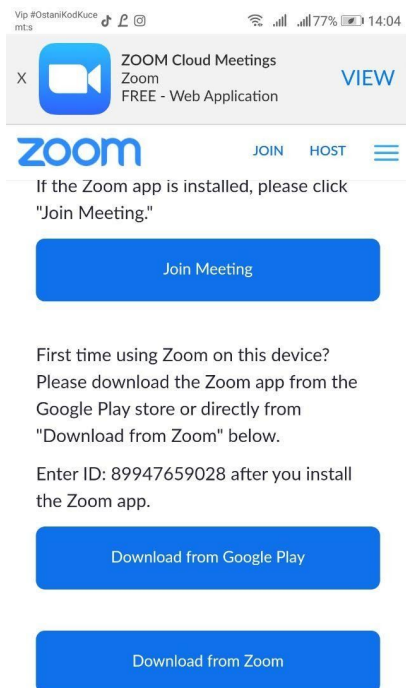 Vip #OstaniKodKuce
mt:s
77% 14:04
X
ZOOM Cloud Meetings
Zoom
FREE - Web Application
VIEW
zoom
JOIN HOST
If the Zoom app is installed, please click
"Join Meeting."
Join Meeting
First time using Zoom on this device?
Please download the Zoom app from the
Google Play store or directly from
"Download from Zoom" below.
Enter ID: 89947659028 after you install
the Zoom app.
Download from Google Play
Download from Zoom